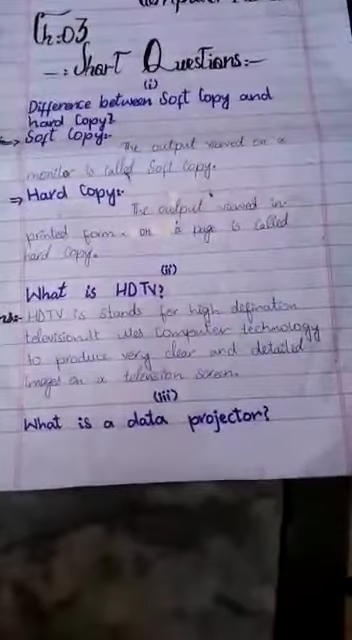 Computer
Ch:03
-: Short Questions:-
(i)
Difference between Soft Copy and
hard Copy?
=> Soft Copy:-
The output viewed on a
monitor is called Soft Copy.
=> Hard Copy:-
The output viewed in
printed form on a page is called
hard copy.
(ii)
What is HDTV?
HDTV is stands for high defination
television.It uses Computer technology
to produce very clear and detailed
images on a television screen.
(iii)
What is a data projector?